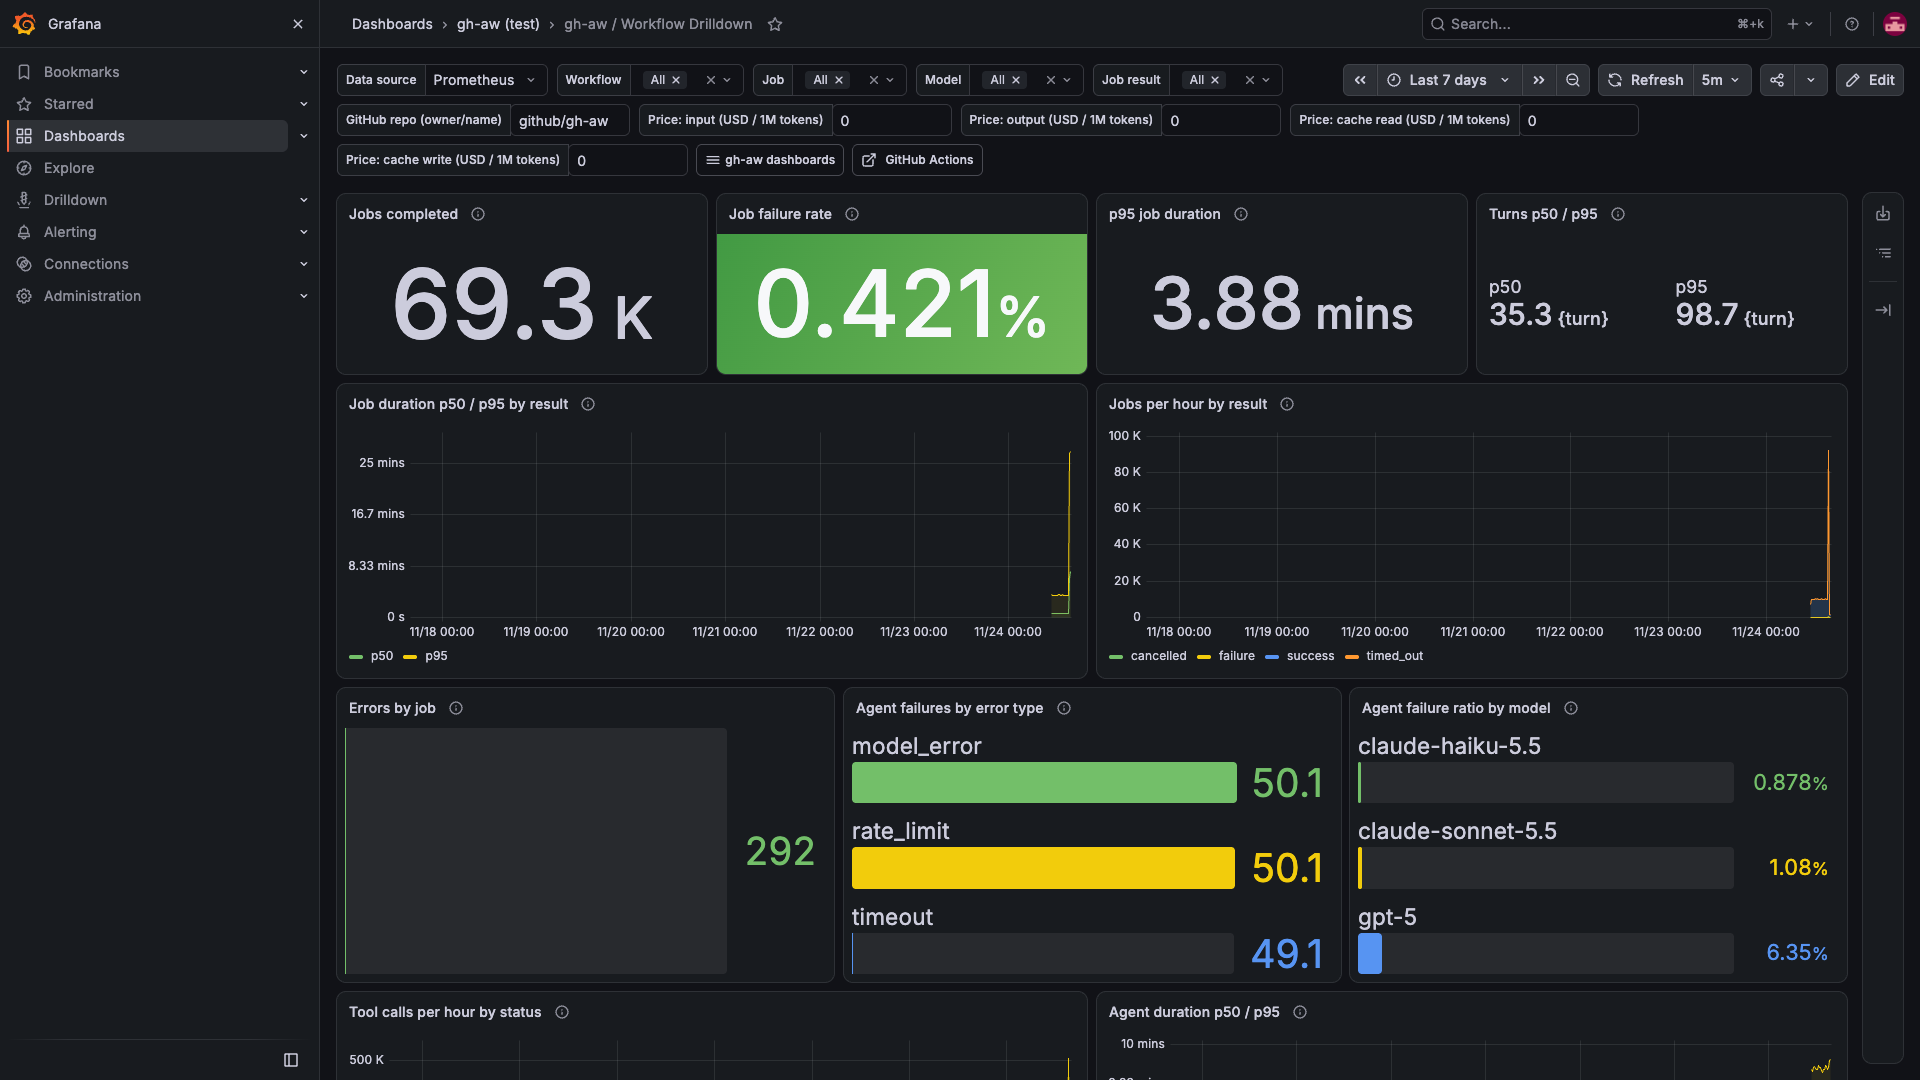 Grafana
Dashboards › gh-aw (test) › gh-aw / Workflow Drilldown
Search...
⌘+k
Bookmarks
Starred
Dashboards
Explore
Drilldown
Alerting
Connections
Administration
Data source Prometheus
Workflow All
Job All
Model All
Job result All
Last 7 days
Refresh 5m
Edit
GitHub repo (owner/name) github/gh-aw
Price: input (USD / 1M tokens) 0
Price: output (USD / 1M tokens) 0
Price: cache read (USD / 1M tokens) 0
Price: cache write (USD / 1M tokens) 0
gh-aw dashboards
GitHub Actions
Jobs completed
69.3 K
Job failure rate
0.421%
p95 job duration
3.88 mins
Turns p50 / p95
p50
35.3 {turn}
p95
98.7 {turn}
Job duration p50 / p95 by result
25 mins
16.7 mins
8.33 mins
0 s
11/18 00:00 11/19 00:00 11/20 00:00 11/21 00:00 11/22 00:00 11/23 00:00 11/24 00:00
p50 p95
Jobs per hour by result
100 K
80 K
60 K
40 K
20 K
0
11/18 00:00 11/19 00:00 11/20 00:00 11/21 00:00 11/22 00:00 11/23 00:00 11/24 00:00
cancelled failure success timed_out
Errors by job
292
Agent failures by error type
model_error
50.1
rate_limit
50.1
timeout
49.1
Agent failure ratio by model
claude-haiku-5.5
0.878%
claude-sonnet-5.5
1.08%
gpt-5
6.35%
Tool calls per hour by status
500 K
Agent duration p50 / p95
10 mins